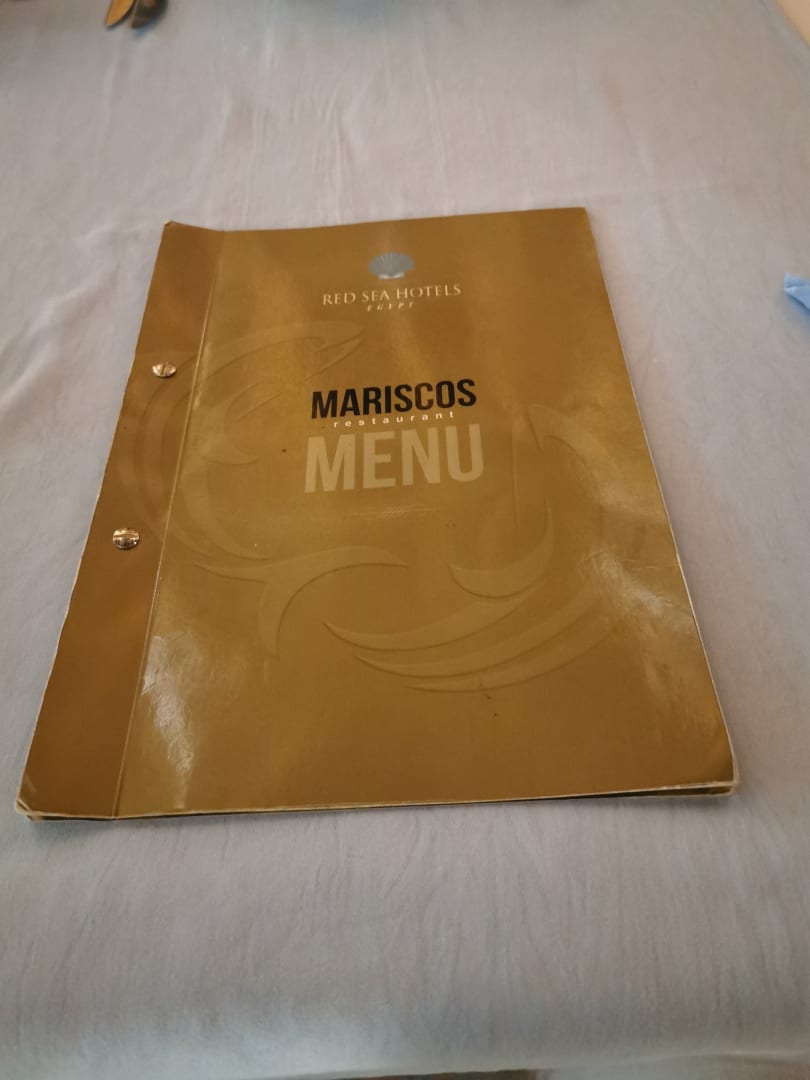 RED SEA HOTELS
EGYPT
MARISCOS
restaurant
MENU